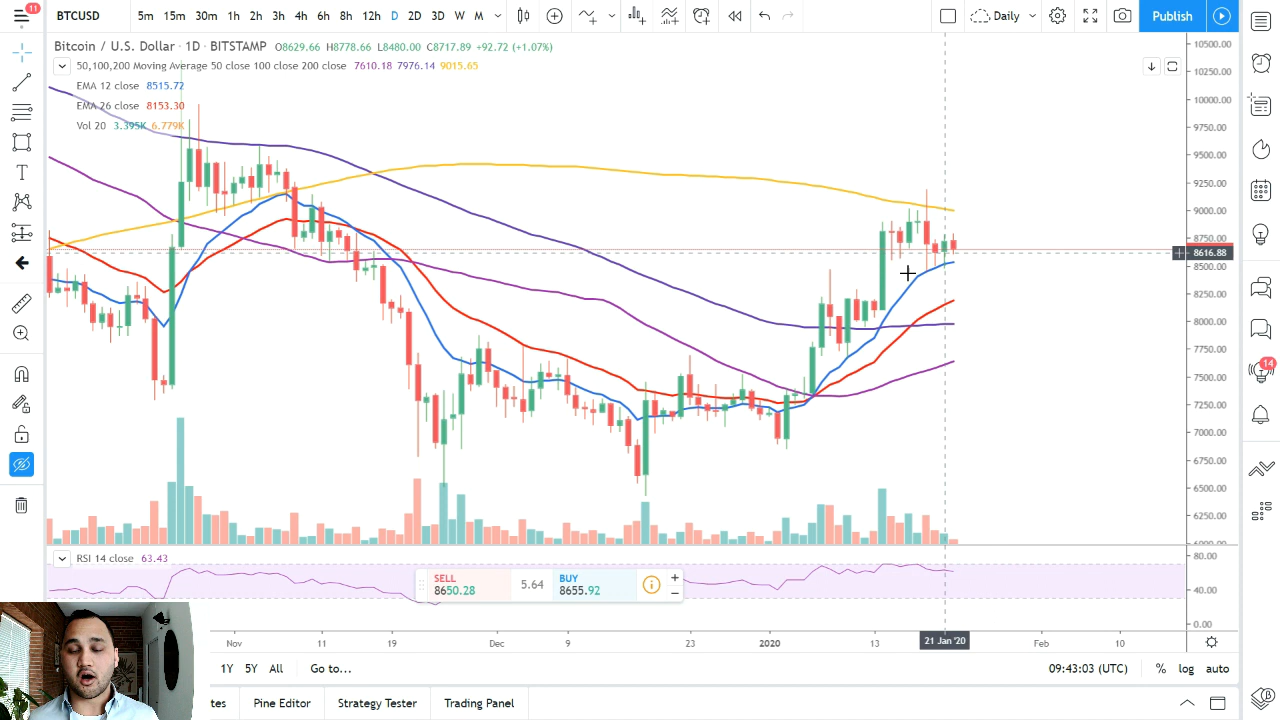 11
BTCUSD 5m 15m 30m 1h 2h 3h 4h 6h 8h 12h D 2D 3D W M Daily Publish
Bitcoin / U.S. Dollar · 1D · BITSTAMP O8629.66 H8778.66 L8480.00 C8717.89 +92.72 (+1.07%)
50,100,200 Moving Average 50 close 100 close 200 close 7610.18 7976.14 9015.65
EMA 12 close 8515.72
EMA 26 close 8153.30
Vol 20 3.395K 6.779K
10500.00
10250.00
10000.00
9750.00
9500.00
9250.00
9000.00
8750.00
8616.88
8500.00
8250.00
8000.00
7750.00
7500.00
7250.00
7000.00
6750.00
6500.00
6250.00
14
RSI 14 close 63.43
80.00
40.00
0.00
SELL
8650.28
5.64
BUY
8655.92
Nov 11 19 Dec 9 23 2020 13 21 Jan '20 Feb 10
1Y 5Y All Go to... 09:43:03 (UTC) % log auto
tes Pine Editor Strategy Tester Trading Panel